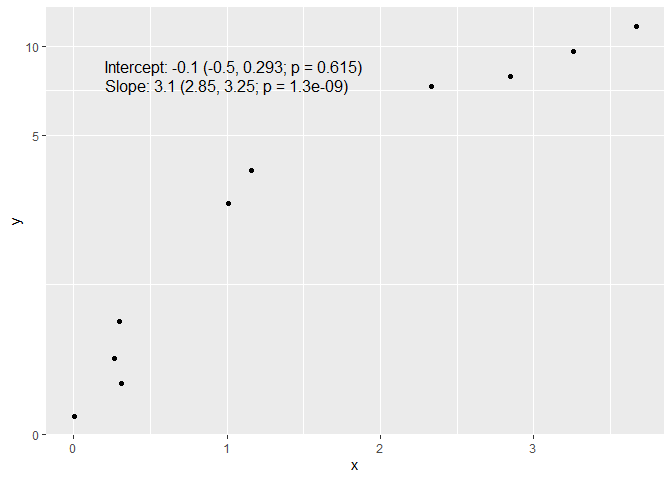 10
Intercept: -0.1 (-0.5, 0.293; p = 0.615)
Slope: 3.1 (2.85, 3.25; p = 1.3e-09)
5
y
0
0 1 2 3
x